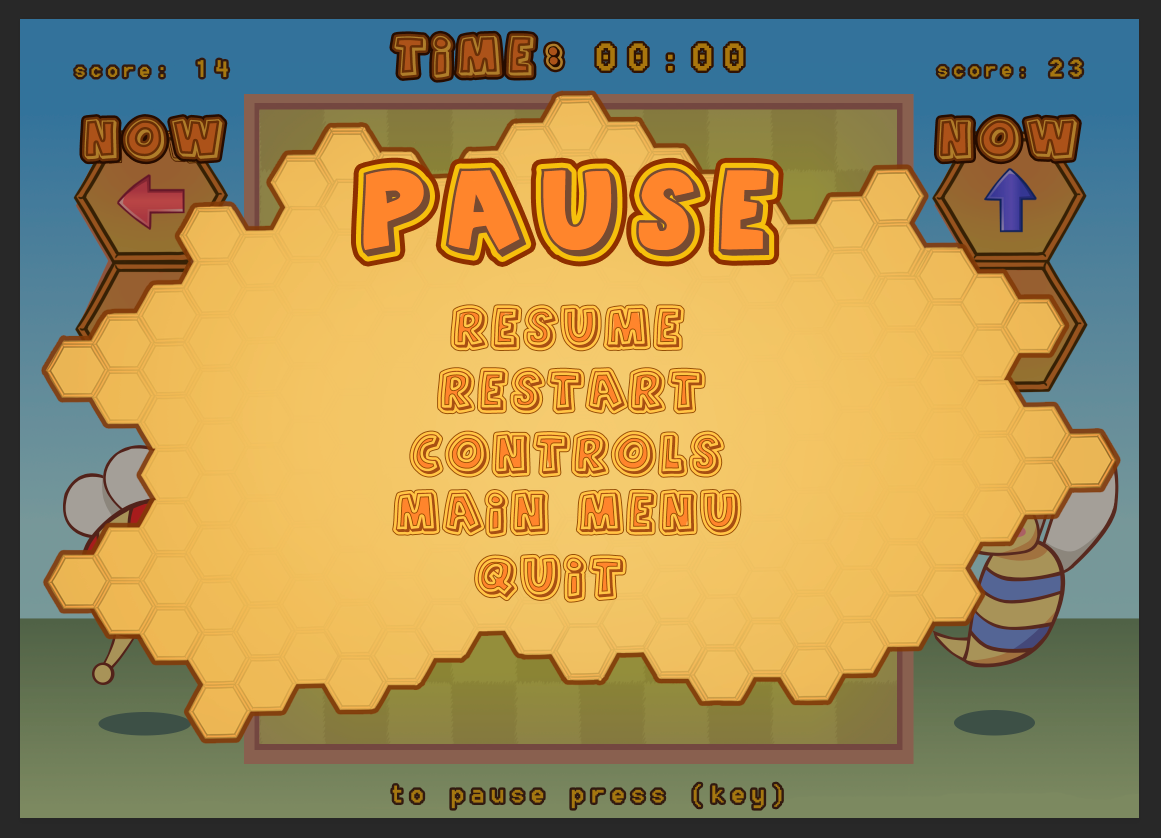 TiME: 00:00
score: 14
score: 23
NOW
NOW
PAUSE
RESUME
RESTART
CONTROLS
MAiN MENU
QUiT
to pause press (key)